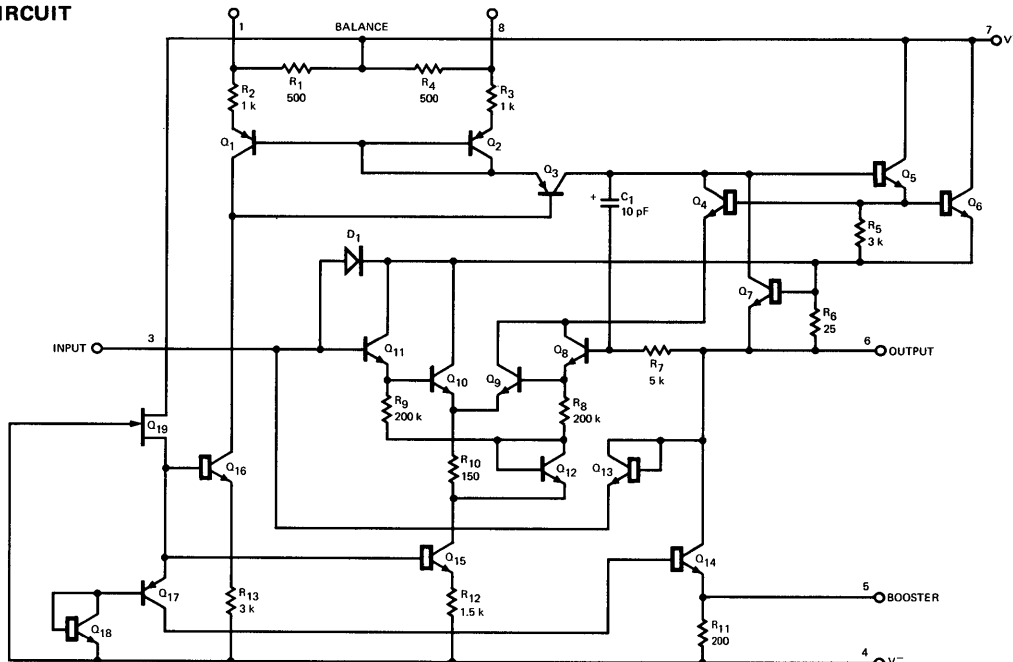 IRCUIT
1
BALANCE
8
7
V
R1
500
R4
500
R2
1 k
R3
1 k
Q1
Q2
Q3
Q5
+
C1
10 pF
Q4
Q6
R5
3 k
D1
Q7
R6
25
INPUT
3
6
OUTPUT
Q11
Q8
R7
5 k
Q10
Q9
R9
200 k
R8
200 k
Q19
Q16
R10
150
Q12
Q13
Q15
Q14
Q17
R13
3 k
R12
1.5 k
5
BOOSTER
Q18
R11
200
4
V−